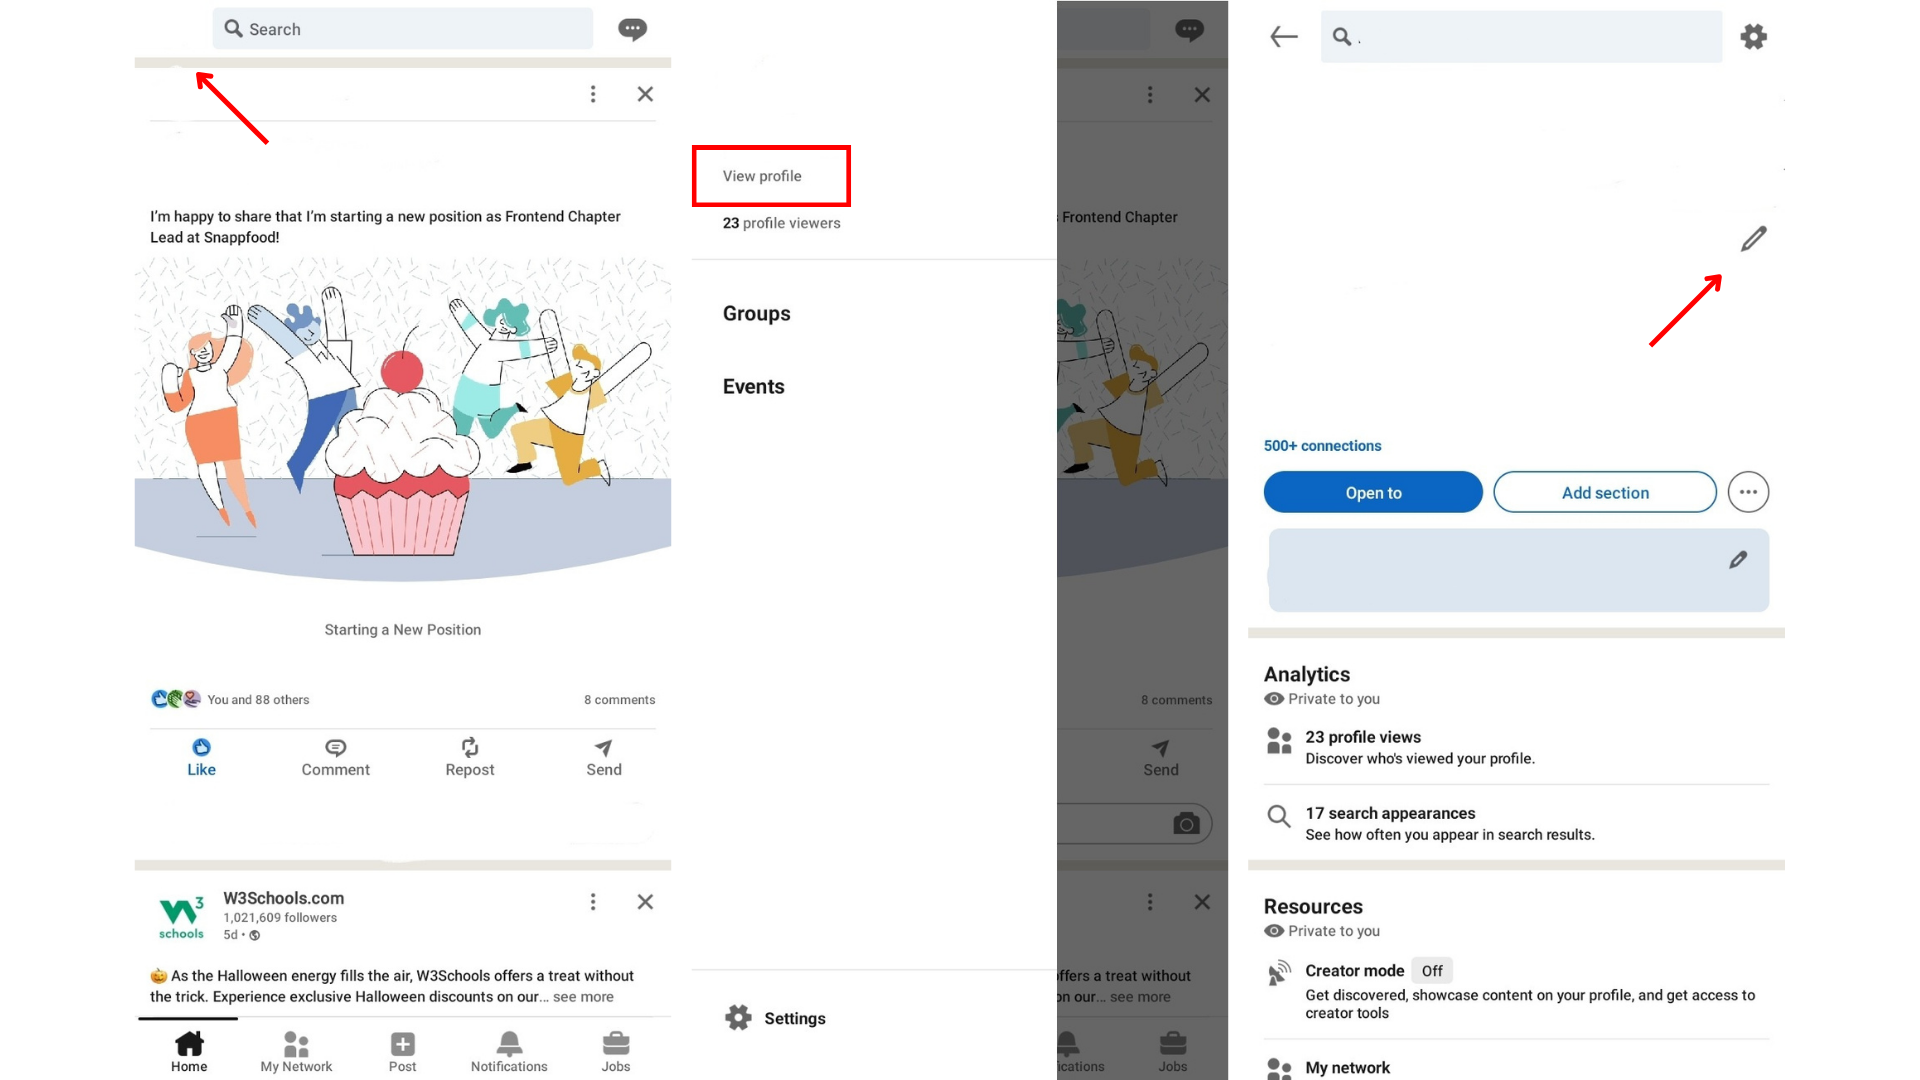 Search
I'm happy to share that I'm starting a new position as Frontend Chapter
Lead at Snappfood!
Starting a New Position
You and 88 others
8 comments
Like
Comment
Repost
Send
W3Schools.com
1,021,609 followers
5d •
W3
schools
🎃 As the Halloween energy fills the air, W3Schools offers a treat without
the trick. Experience exclusive Halloween discounts on our... see more
Home
My Network
Post
Notifications
Jobs
View profile
23 profile viewers
Groups
Events
Settings
Frontend Chapter
8 comments
Send
ffers a treat without
on our... see more
ications
Jobs
.
500+ connections
Open to
Add section
Analytics
Private to you
23 profile views
Discover who's viewed your profile.
17 search appearances
See how often you appear in search results.
Resources
Private to you
Creator mode Off
Get discovered, showcase content on your profile, and get access to
creator tools
My network